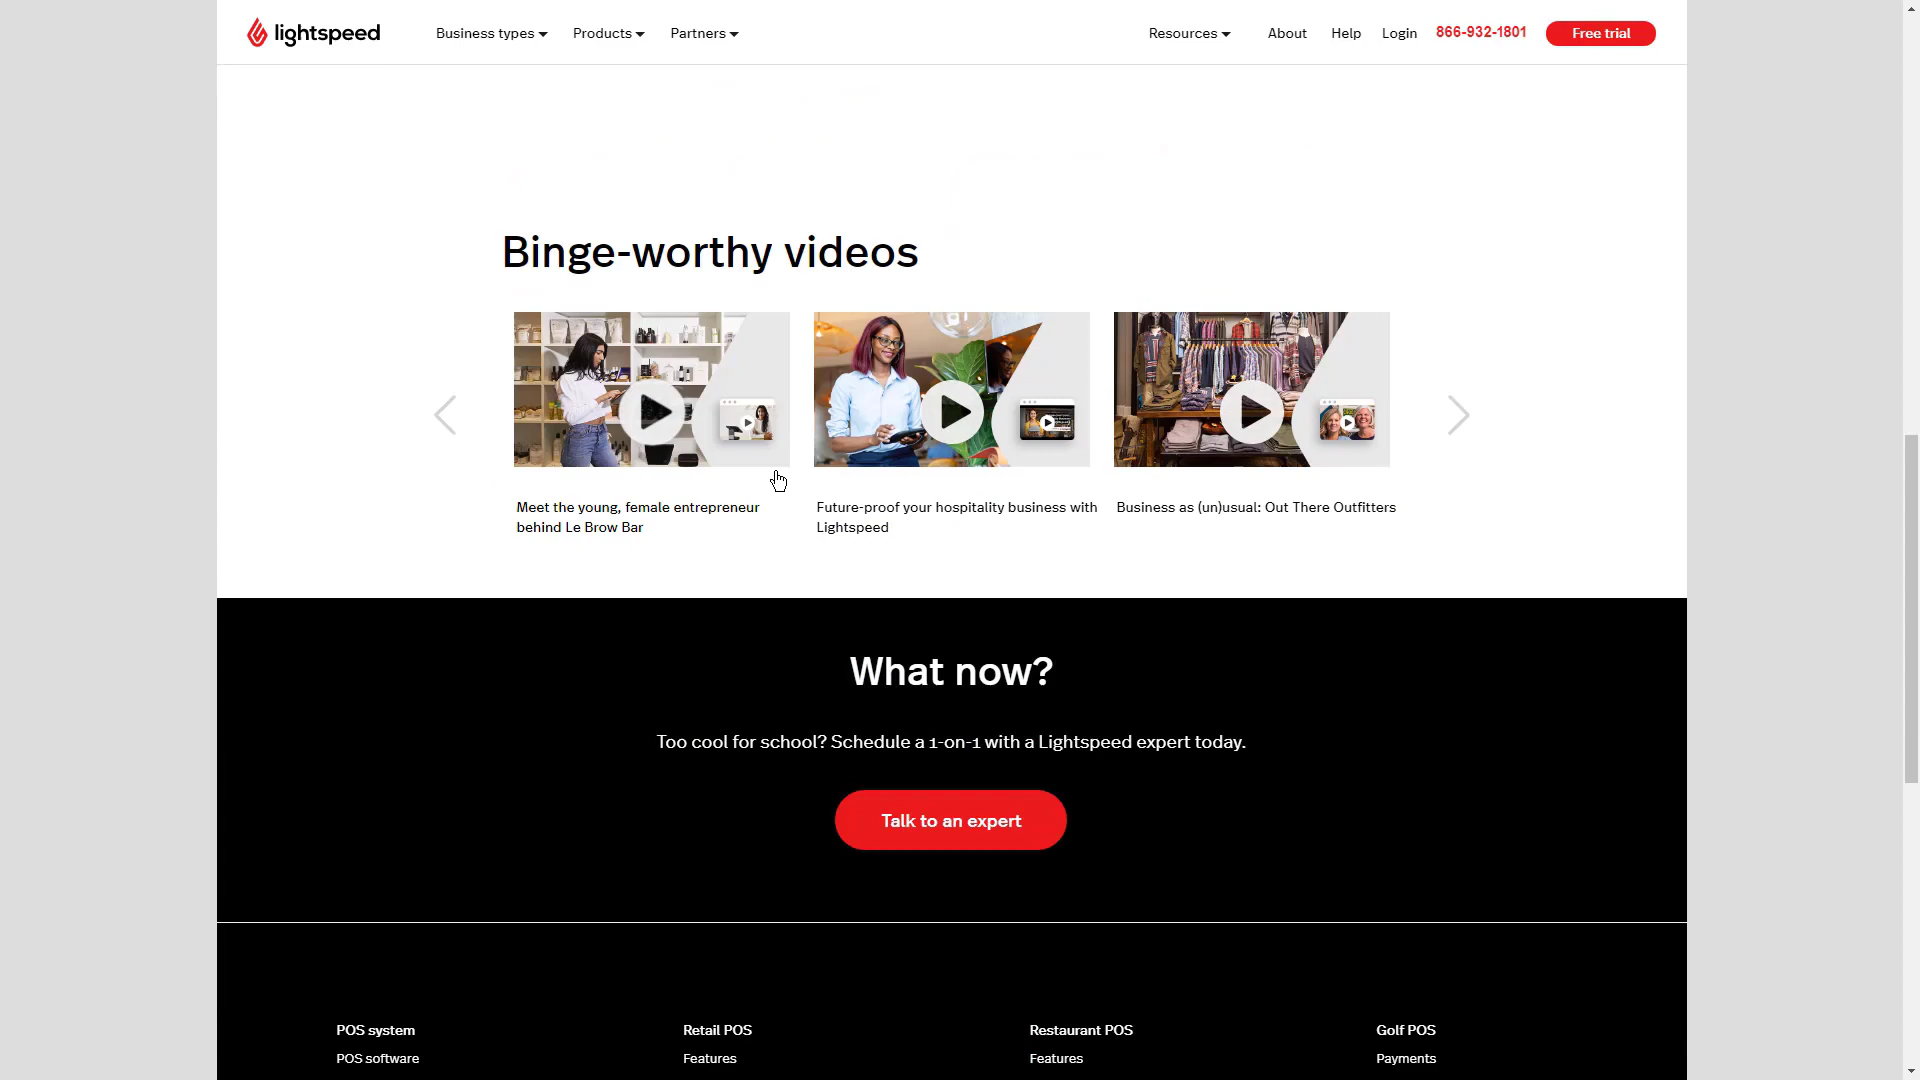 lightspeed
Business types
Products
Partners
Resources
About
Help
Login
866-932-1801
Free trial
Binge-worthy videos
Meet the young, female entrepreneur
behind Le Brow Bar
Future-proof your hospitality business with
Lightspeed
Business as (un)usual: Out There Outfitters
What now?
Too cool for school? Schedule a 1-on-1 with a Lightspeed expert today.
Talk to an expert
POS system
Retail POS
Restaurant POS
Golf POS
POS software
Features
Features
Payments